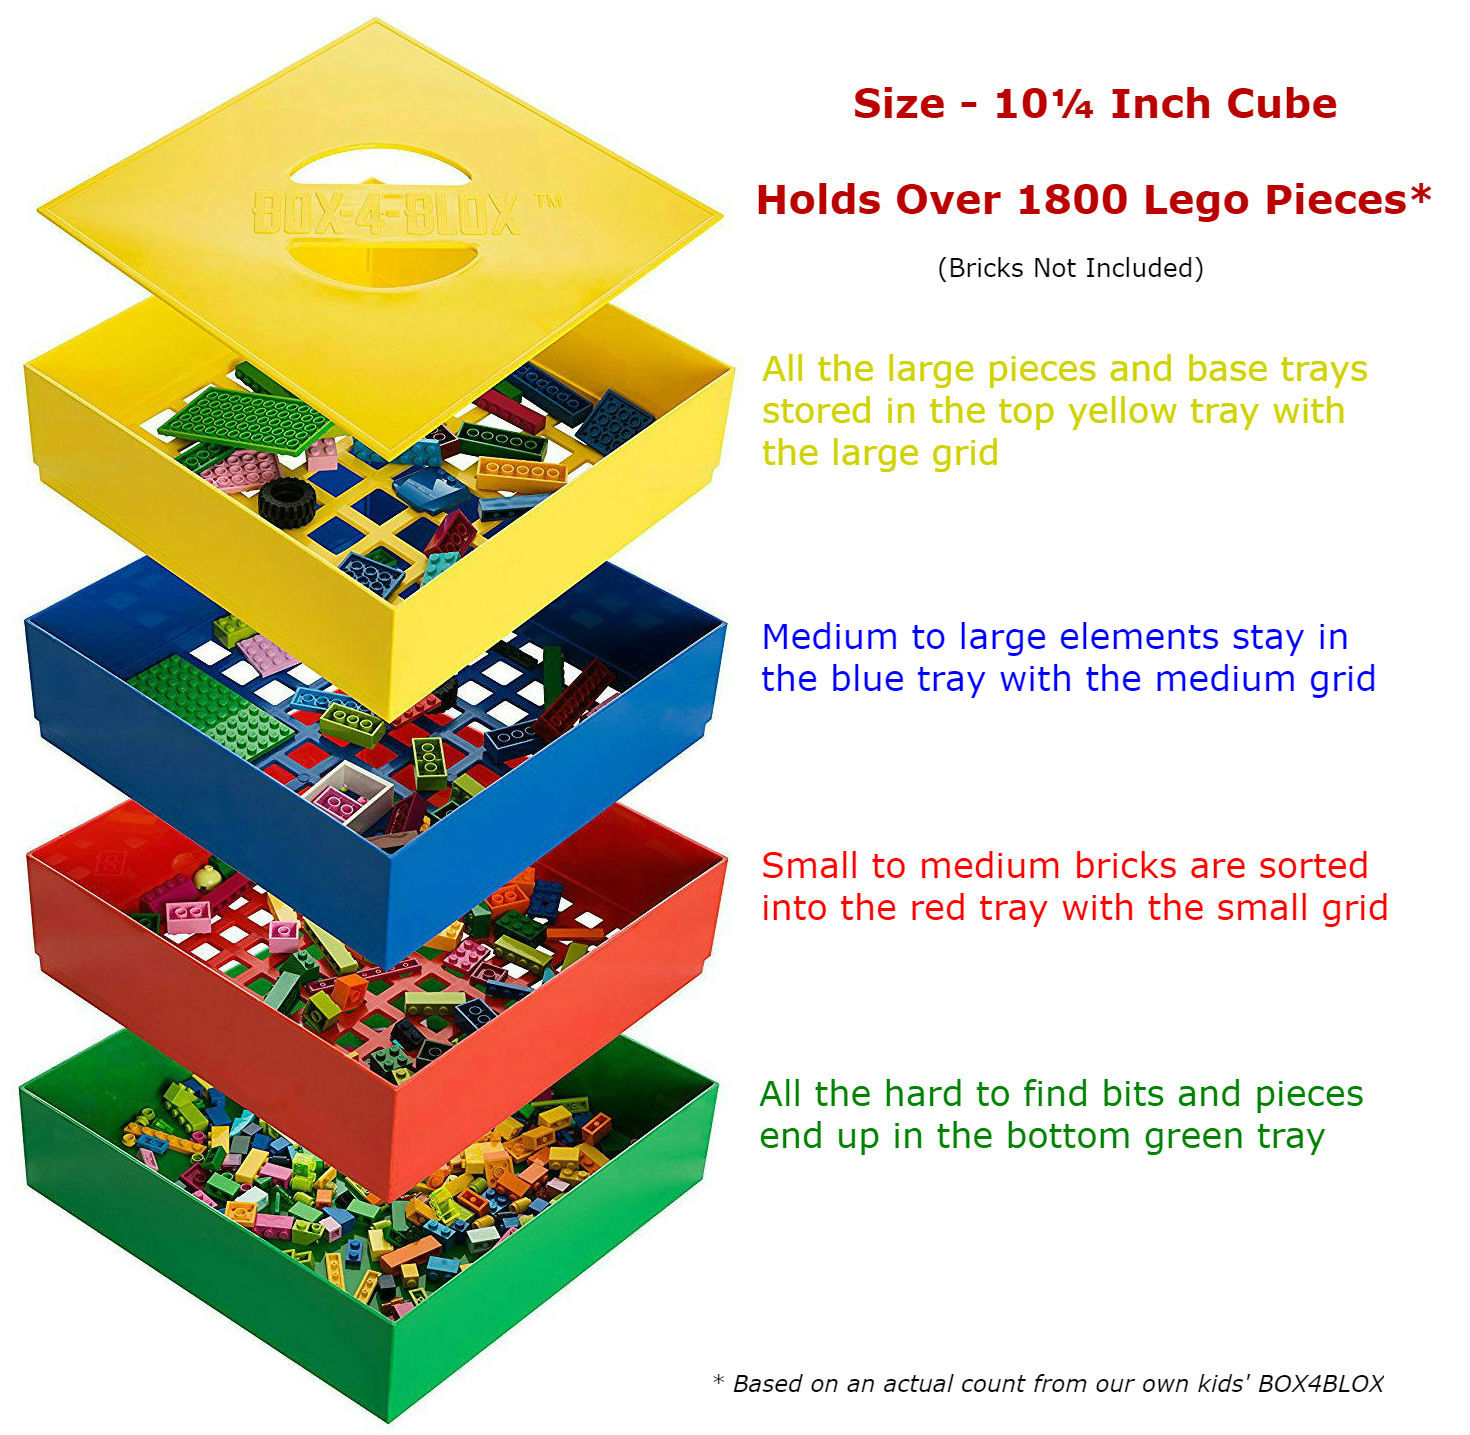 BOX-4-BLOX ™
Size - 10¼ Inch Cube
Holds Over 1800 Lego Pieces*
(Bricks Not Included)
All the large pieces and base trays
stored in the top yellow tray with
the large grid
Medium to large elements stay in
the blue tray with the medium grid
Small to medium bricks are sorted
into the red tray with the small grid
All the hard to find bits and pieces
end up in the bottom green tray
* Based on an actual count from our own kids' BOX4BLOX